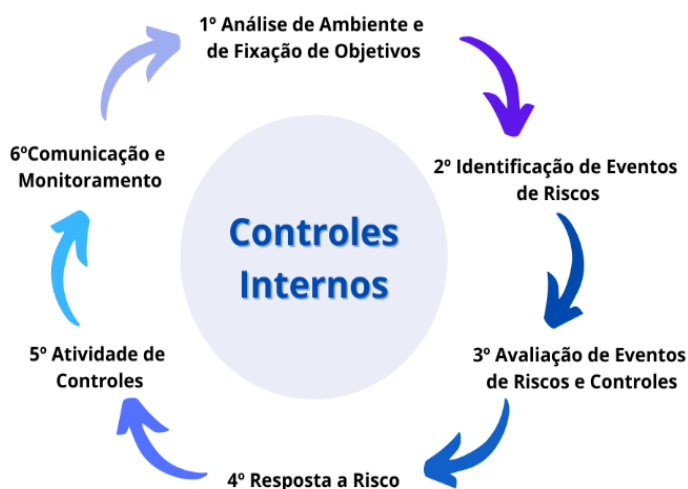 1º Análise de Ambiente e
de Fixação de Objetivos
2º Identificação de Eventos
de Riscos
3º Avaliação de Eventos
de Riscos e Controles
4º Resposta a Risco
5º Atividade de
Controles
6ºComunicação e
Monitoramento
Controles
Internos